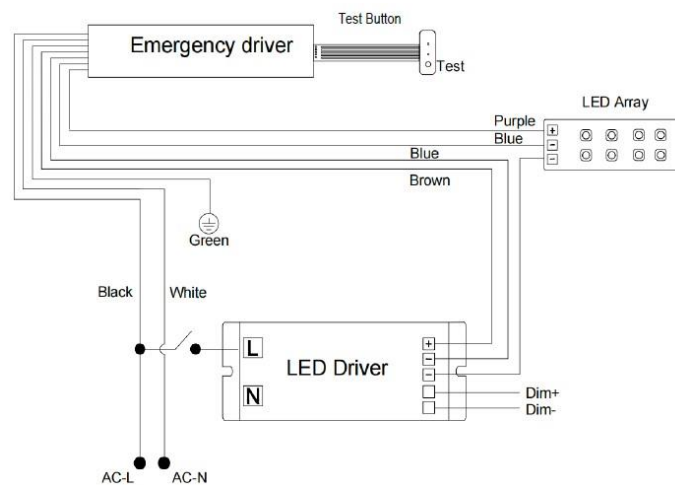 Test Button
Emergency driver
Test
LED Array
Purple
+
Blue
-
Blue
-
Brown
Green
Black
White
L
+
-
LED Driver
-
N
Dim+
Dim-
AC-L
AC-N